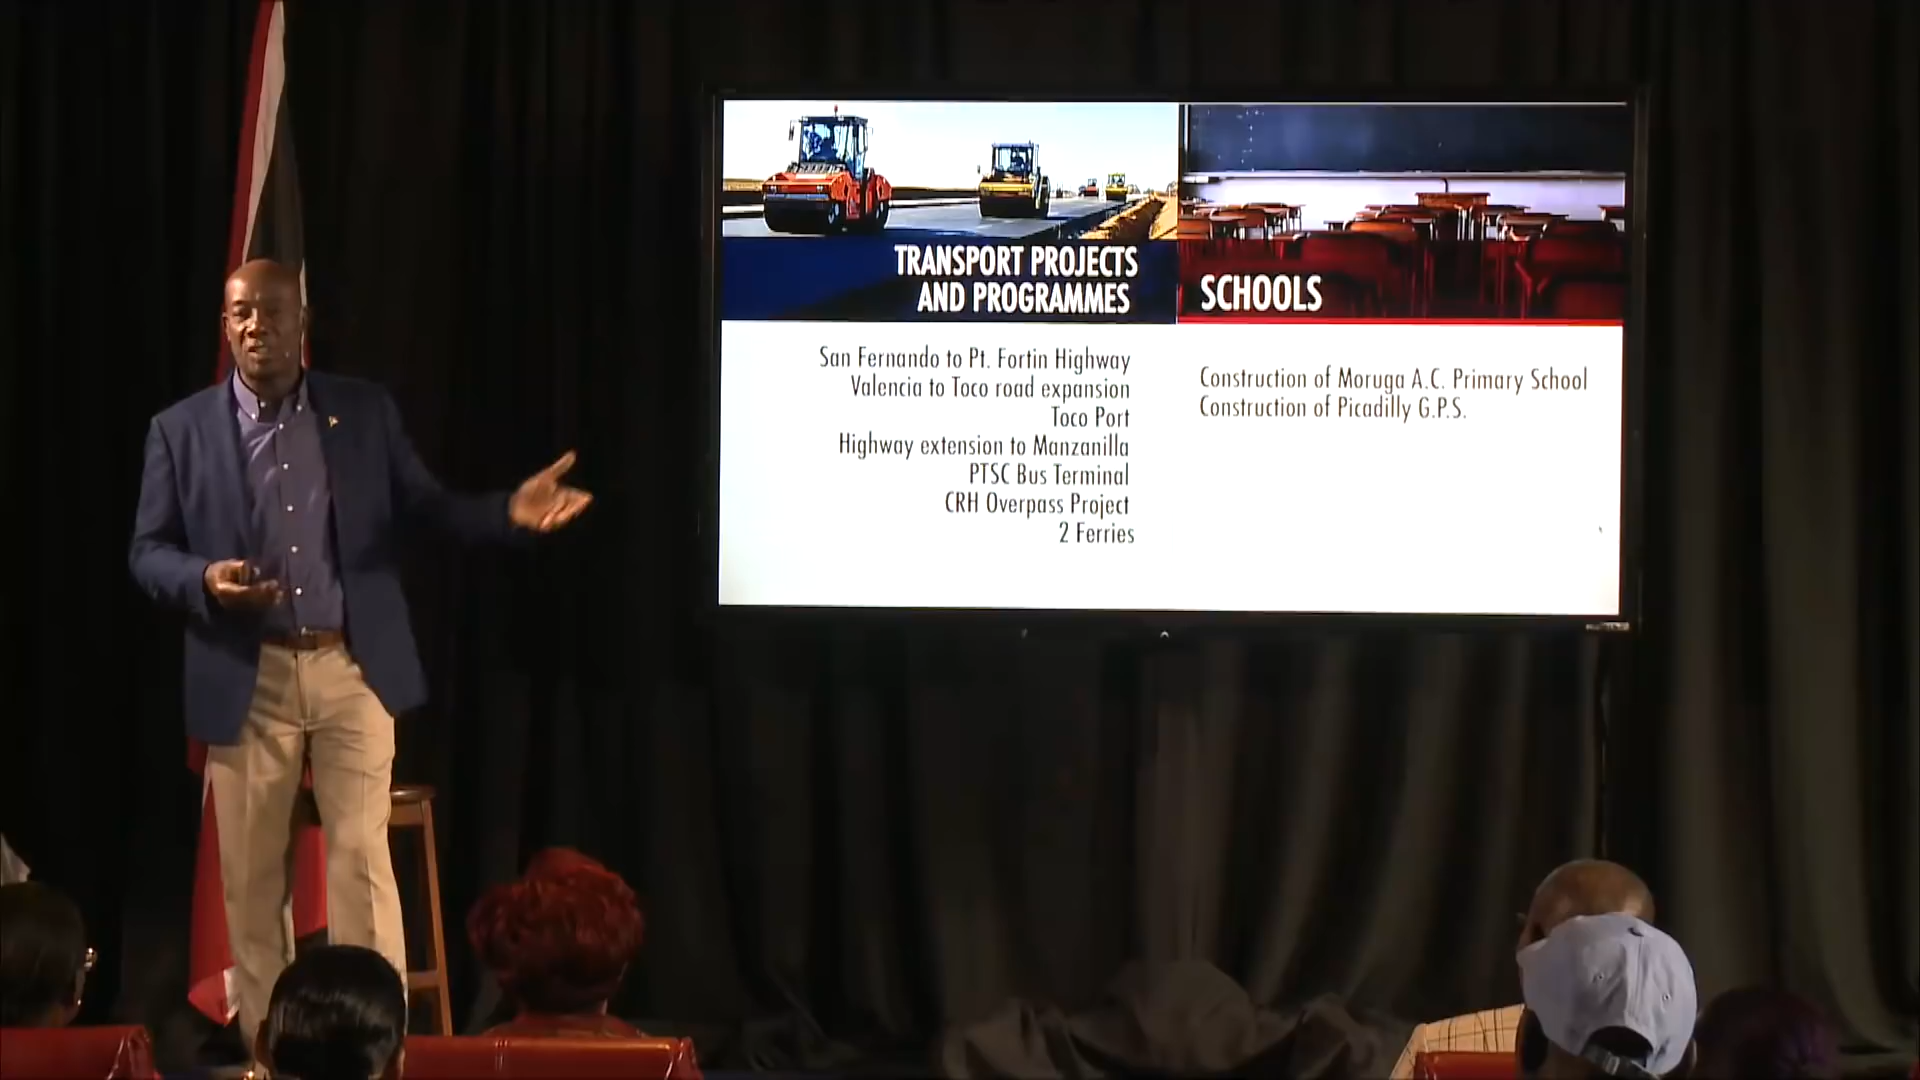 TRANSPORT PROJECTS
AND PROGRAMMES
San Fernando to Pt. Fortin Highway
Valencia to Toco road expansion
Toco Port
Highway extension to Manzanilla
PTSC Bus Terminal
CRH Overpass Project
2 Ferries
SCHOOLS
Construction of Moruga A.C. Primary School
Construction of Picadilly G.P.S.